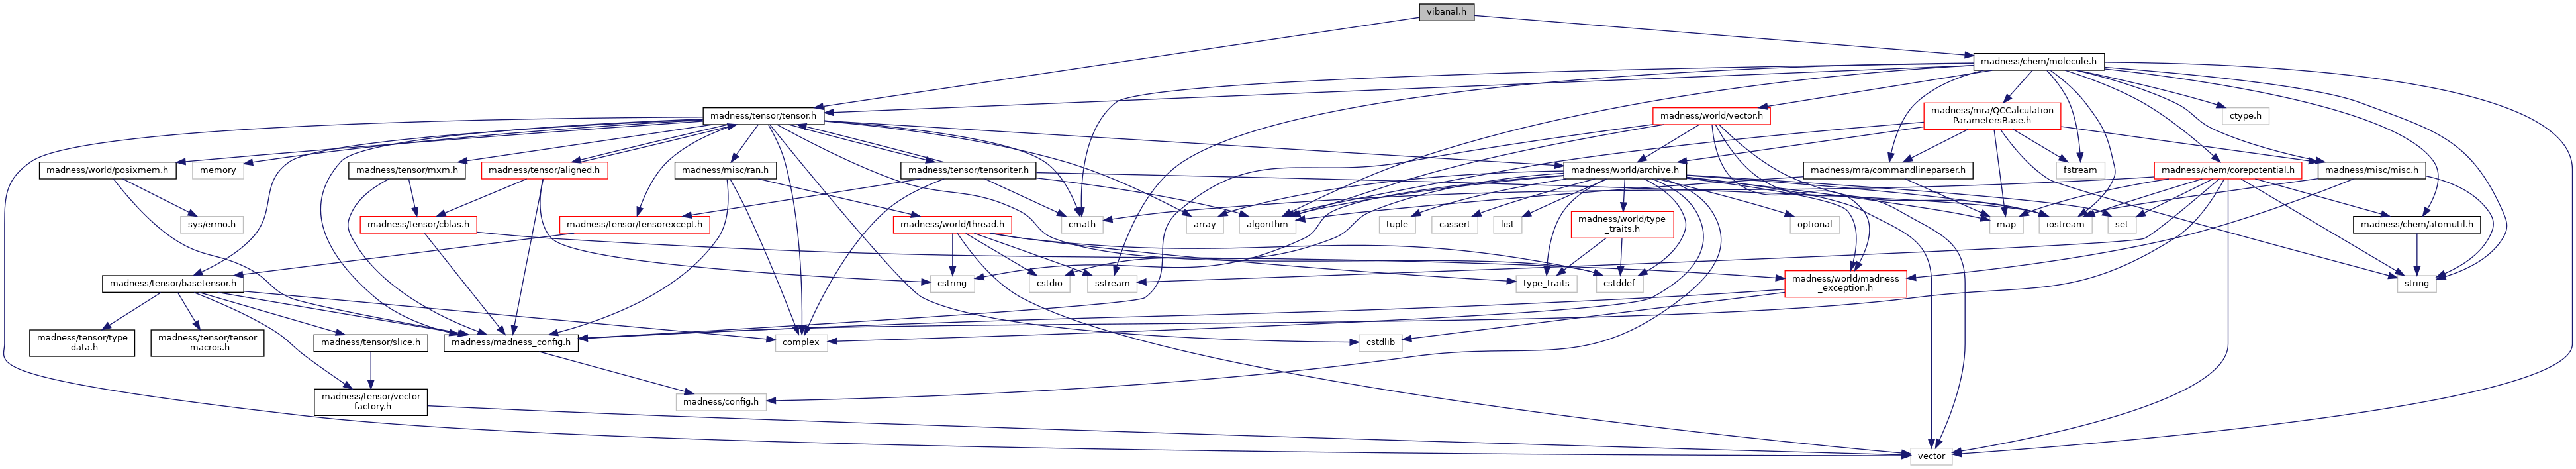 vibanal.h
madness/chem/molecule.h
madness/tensor/tensor.h
madness/world/vector.h
madness/mra/QCCalculation
ParametersBase.h
ctype.h
madness/world/posixmem.h
memory
madness/tensor/mxm.h
madness/tensor/aligned.h
madness/misc/ran.h
madness/tensor/tensoriter.h
madness/world/archive.h
madness/mra/commandlineparser.h
fstream
madness/chem/corepotential.h
madness/misc/misc.h
sys/errno.h
madness/tensor/cblas.h
madness/tensor/tensorexcept.h
madness/world/thread.h
cmath
array
algorithm
tuple
cassert
list
madness/world/type
_traits.h
optional
map
iostream
set
madness/chem/atomutil.h
madness/tensor/basetensor.h
cstring
cstdio
sstream
type_traits
cstddef
madness/world/madness
_exception.h
string
madness/tensor/type
_data.h
madness/tensor/tensor
_macros.h
madness/tensor/slice.h
madness/madness_config.h
complex
cstdlib
madness/tensor/vector
_factory.h
madness/config.h
vector